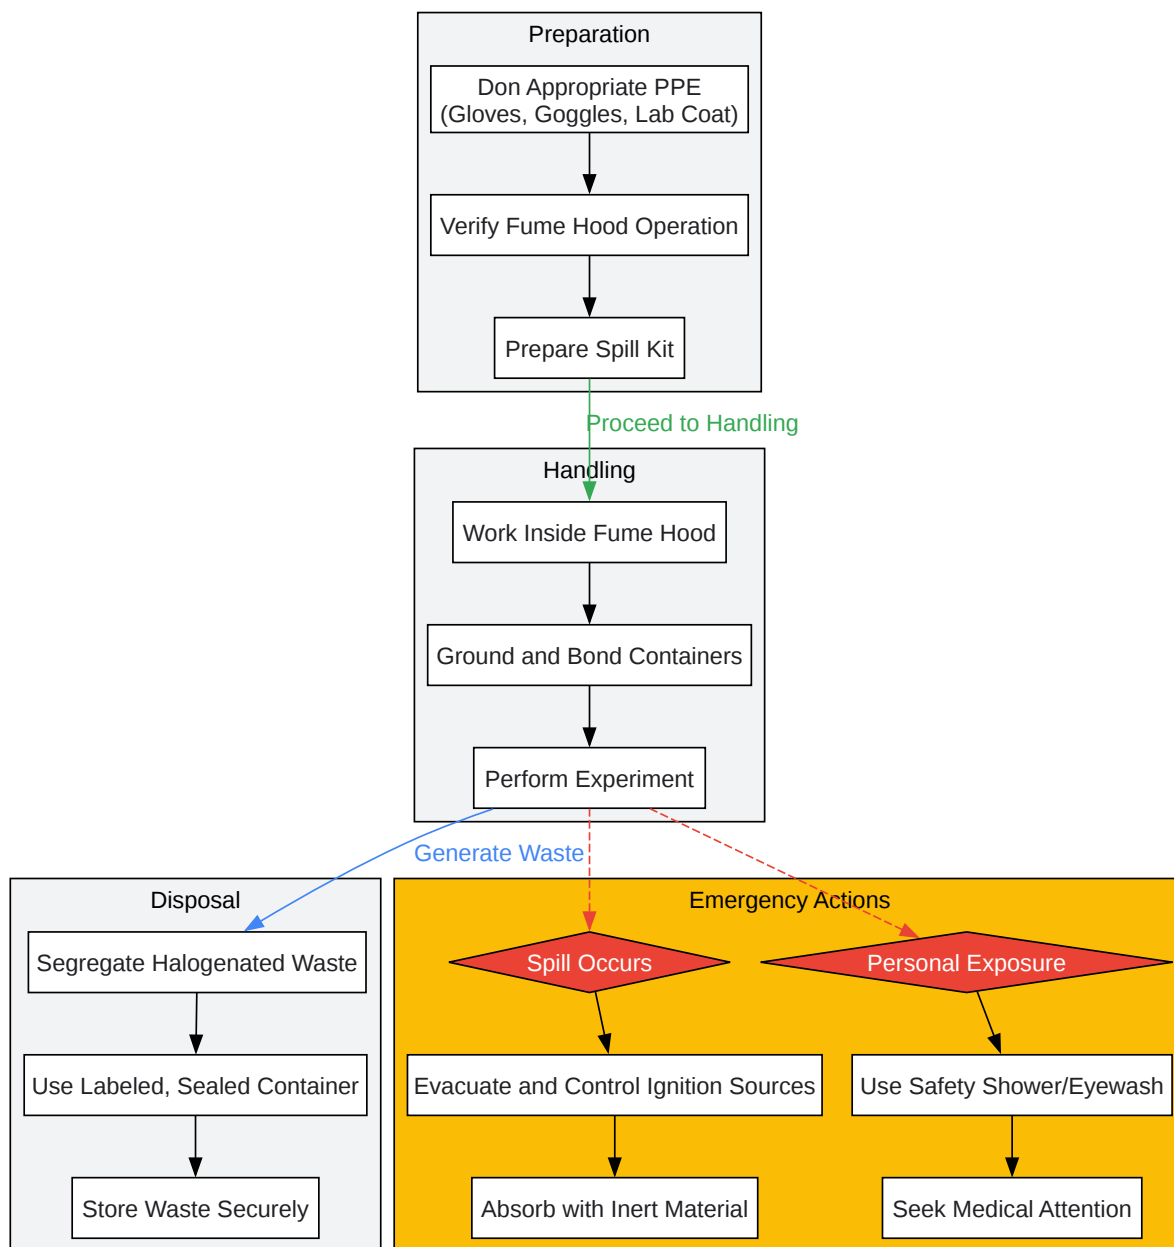 Preparation
Don Appropriate PPE
(Gloves, Goggles, Lab Coat)
Verify Fume Hood Operation
Prepare Spill Kit
Proceed to Handling
Handling
Work Inside Fume Hood
Ground and Bond Containers
Perform Experiment
Generate Waste
Disposal
Segregate Halogenated Waste
Use Labeled, Sealed Container
Store Waste Securely
Emergency Actions
Spill Occurs
Personal Exposure
Evacuate and Control Ignition Sources
Use Safety Shower/Eyewash
Absorb with Inert Material
Seek Medical Attention